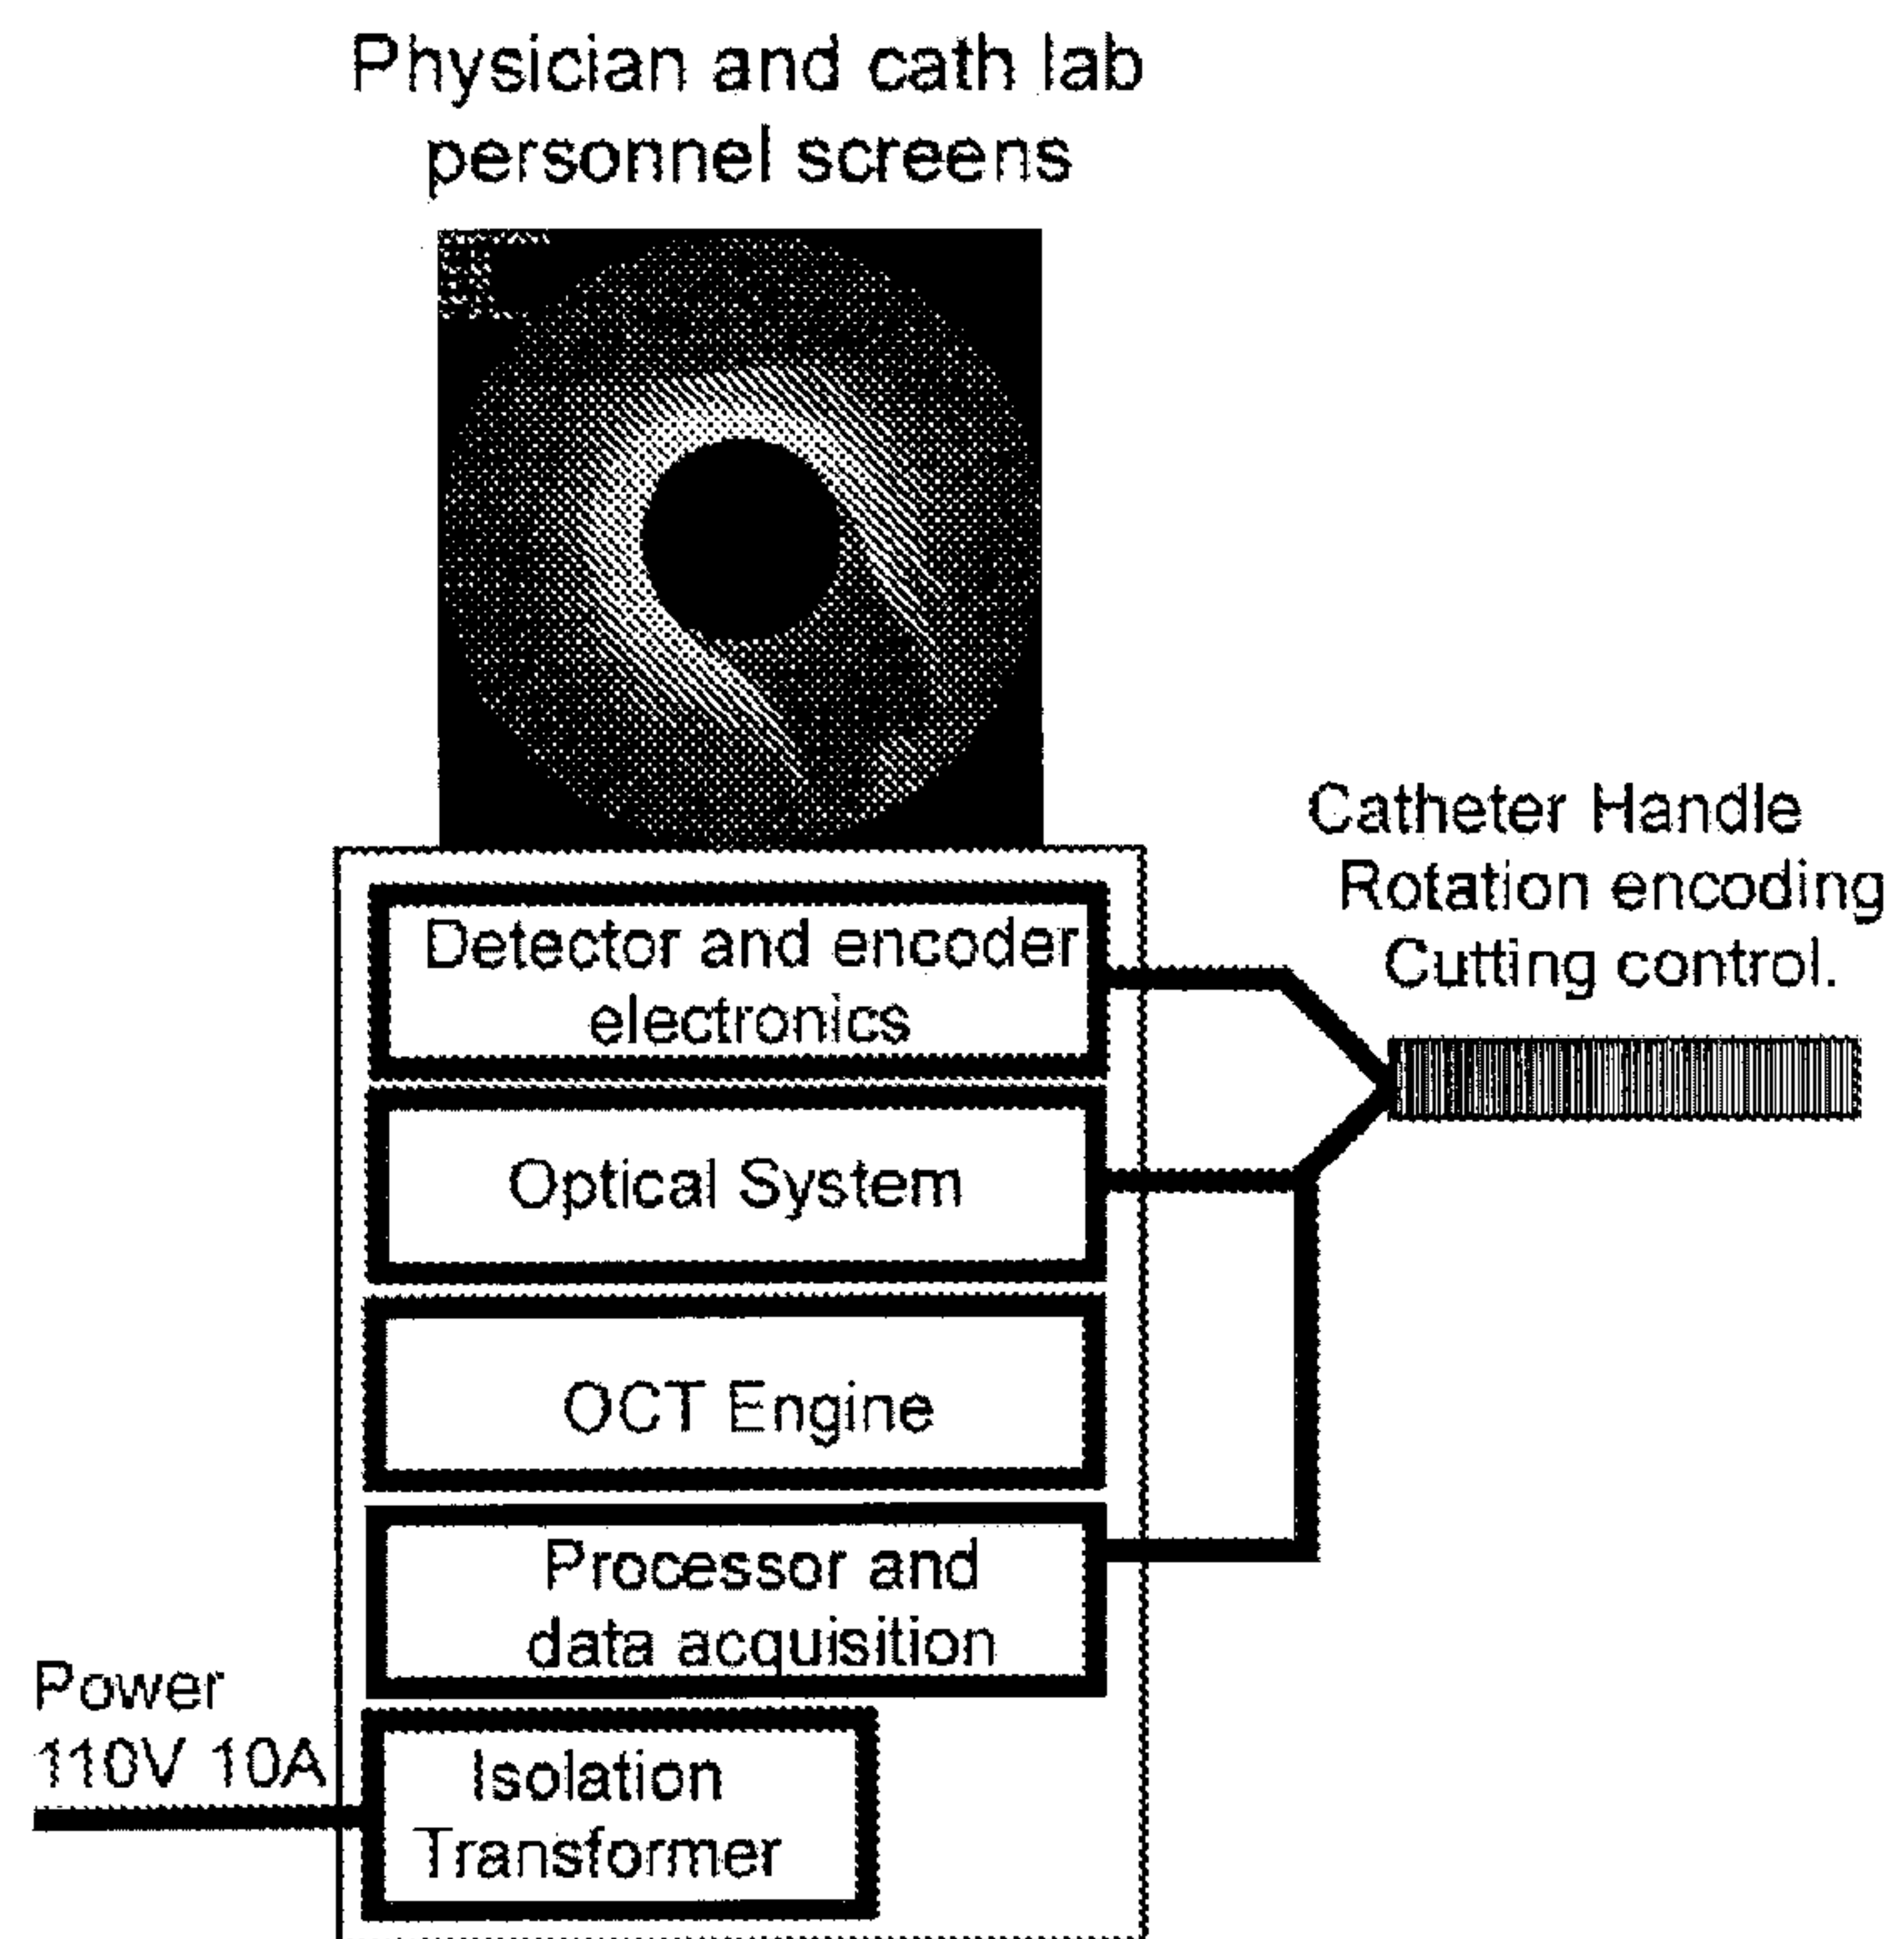 Physician and cath lab
personnel screens
Catheter Handle
Rotation encoding
Cutting control.
Detector and encoder
electronics
Optical System
OCT Engine
Processor and
data acquisition
Power
110V 10A
Isolation
Transformer